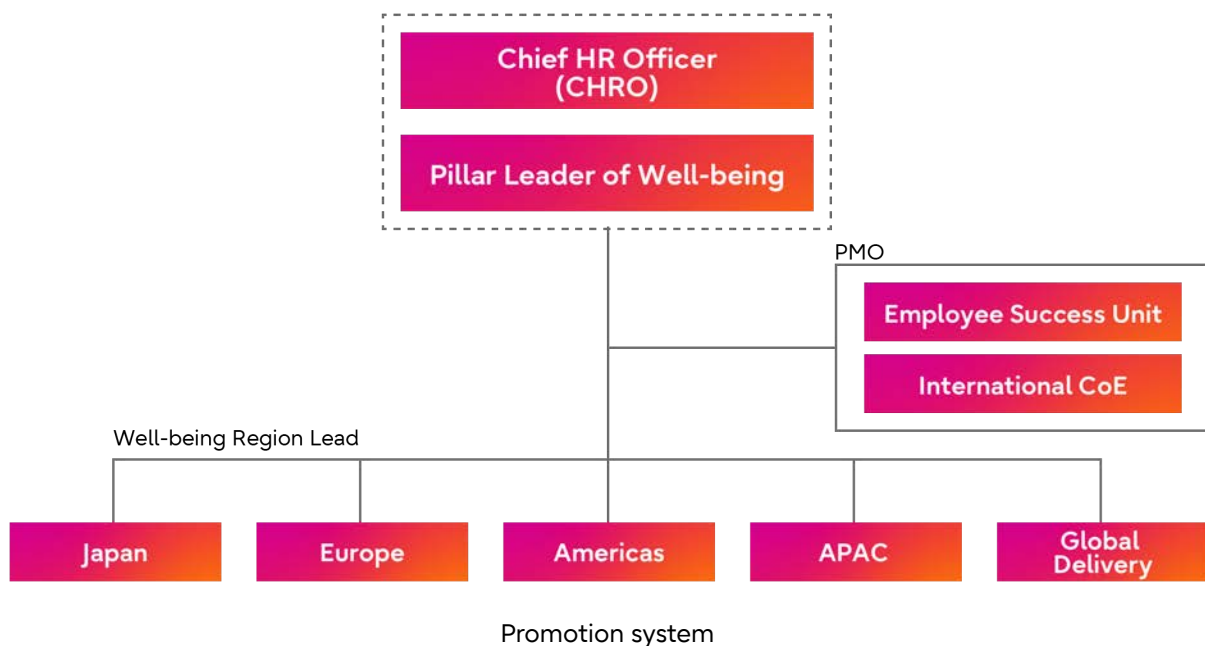 Chief HR Officer
(CHRO)
Pillar Leader of Well-being
PMO
Employee Success Unit
International CoE
Well-being Region Lead
Japan
Europe
Americas
APAC
Global
Delivery
Promotion system